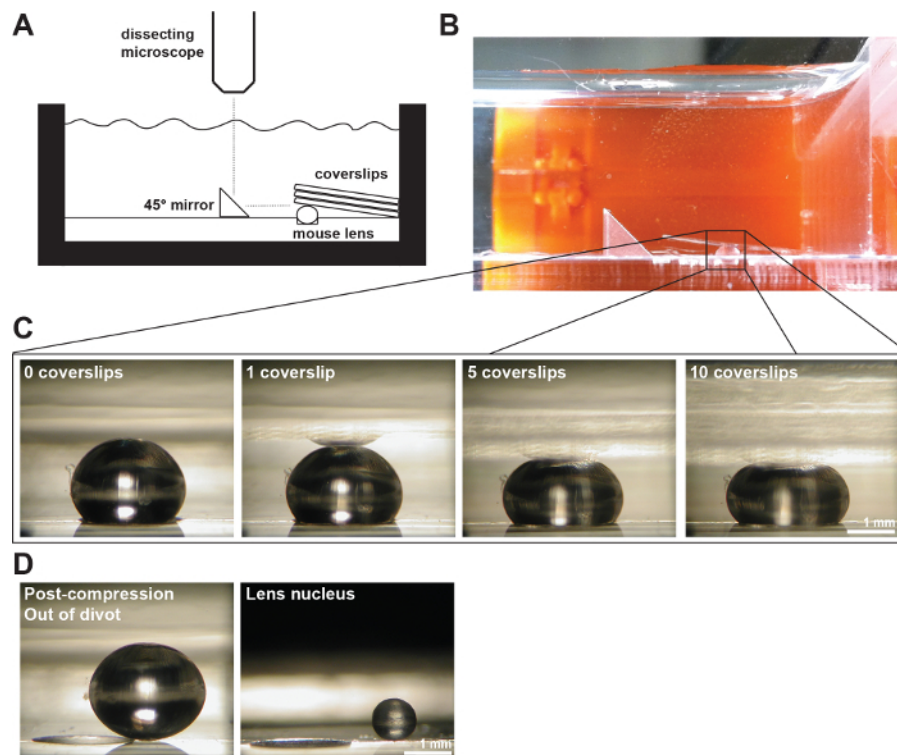 A
dissecting
microscope
coverslips
45° mirror
mouse lens
B
C
0 coverslips
1 coverslip
5 coverslips
10 coverslips
1 mm
D
Post-compression
Out of divot
Lens nucleus
1 mm